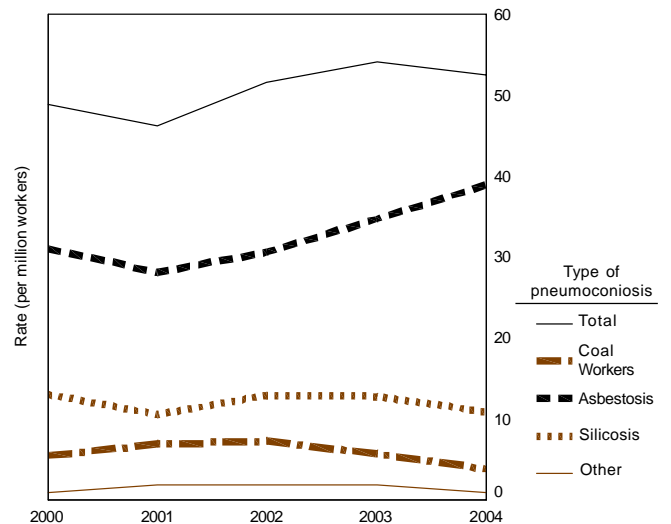 60
50
40
30
20
10
0
Rate (per million workers)
2000 2001 2002 2003 2004
Type of
pneumoconiosis
Total
Coal
Workers
Asbestosis
Silicosis
Other